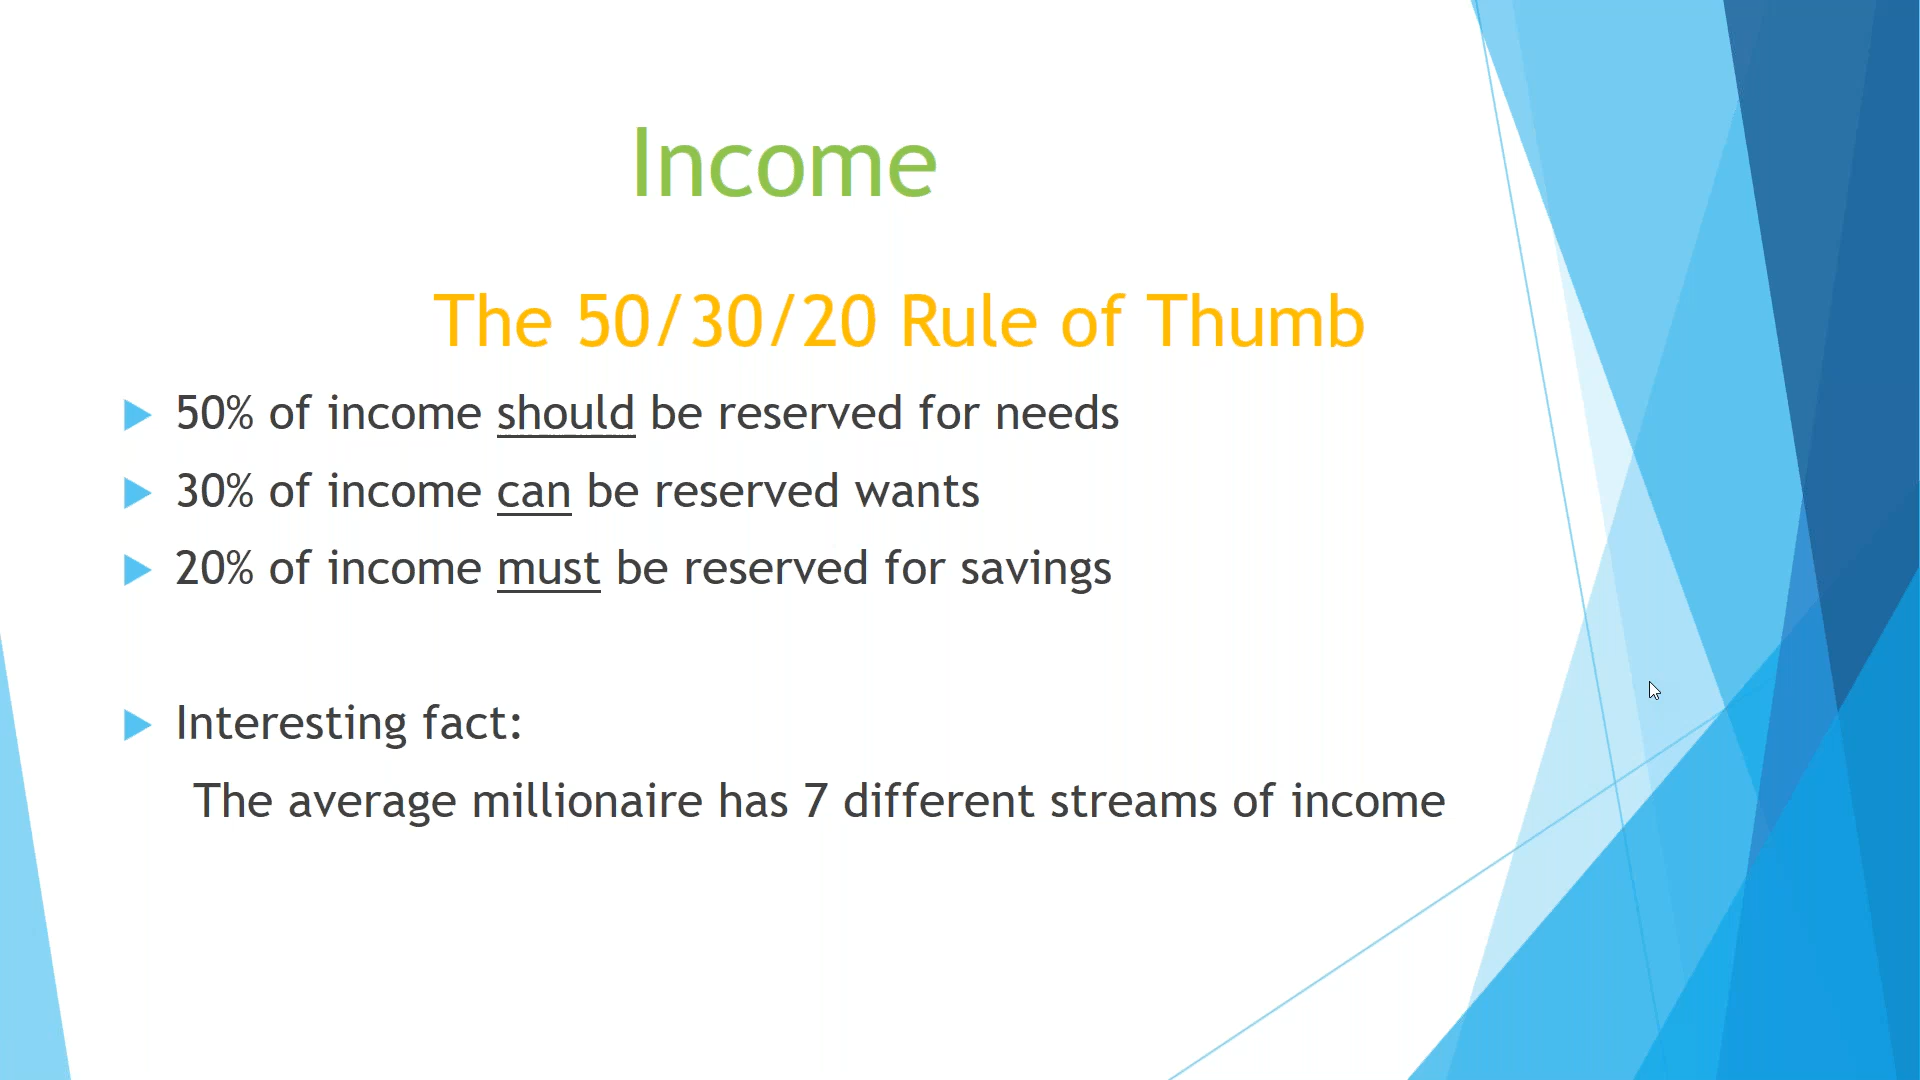 Income
The 50/30/20 Rule of Thumb
50% of income should be reserved for needs
30% of income can be reserved wants
20% of income must be reserved for savings
Interesting fact:
The average millionaire has 7 different streams of income